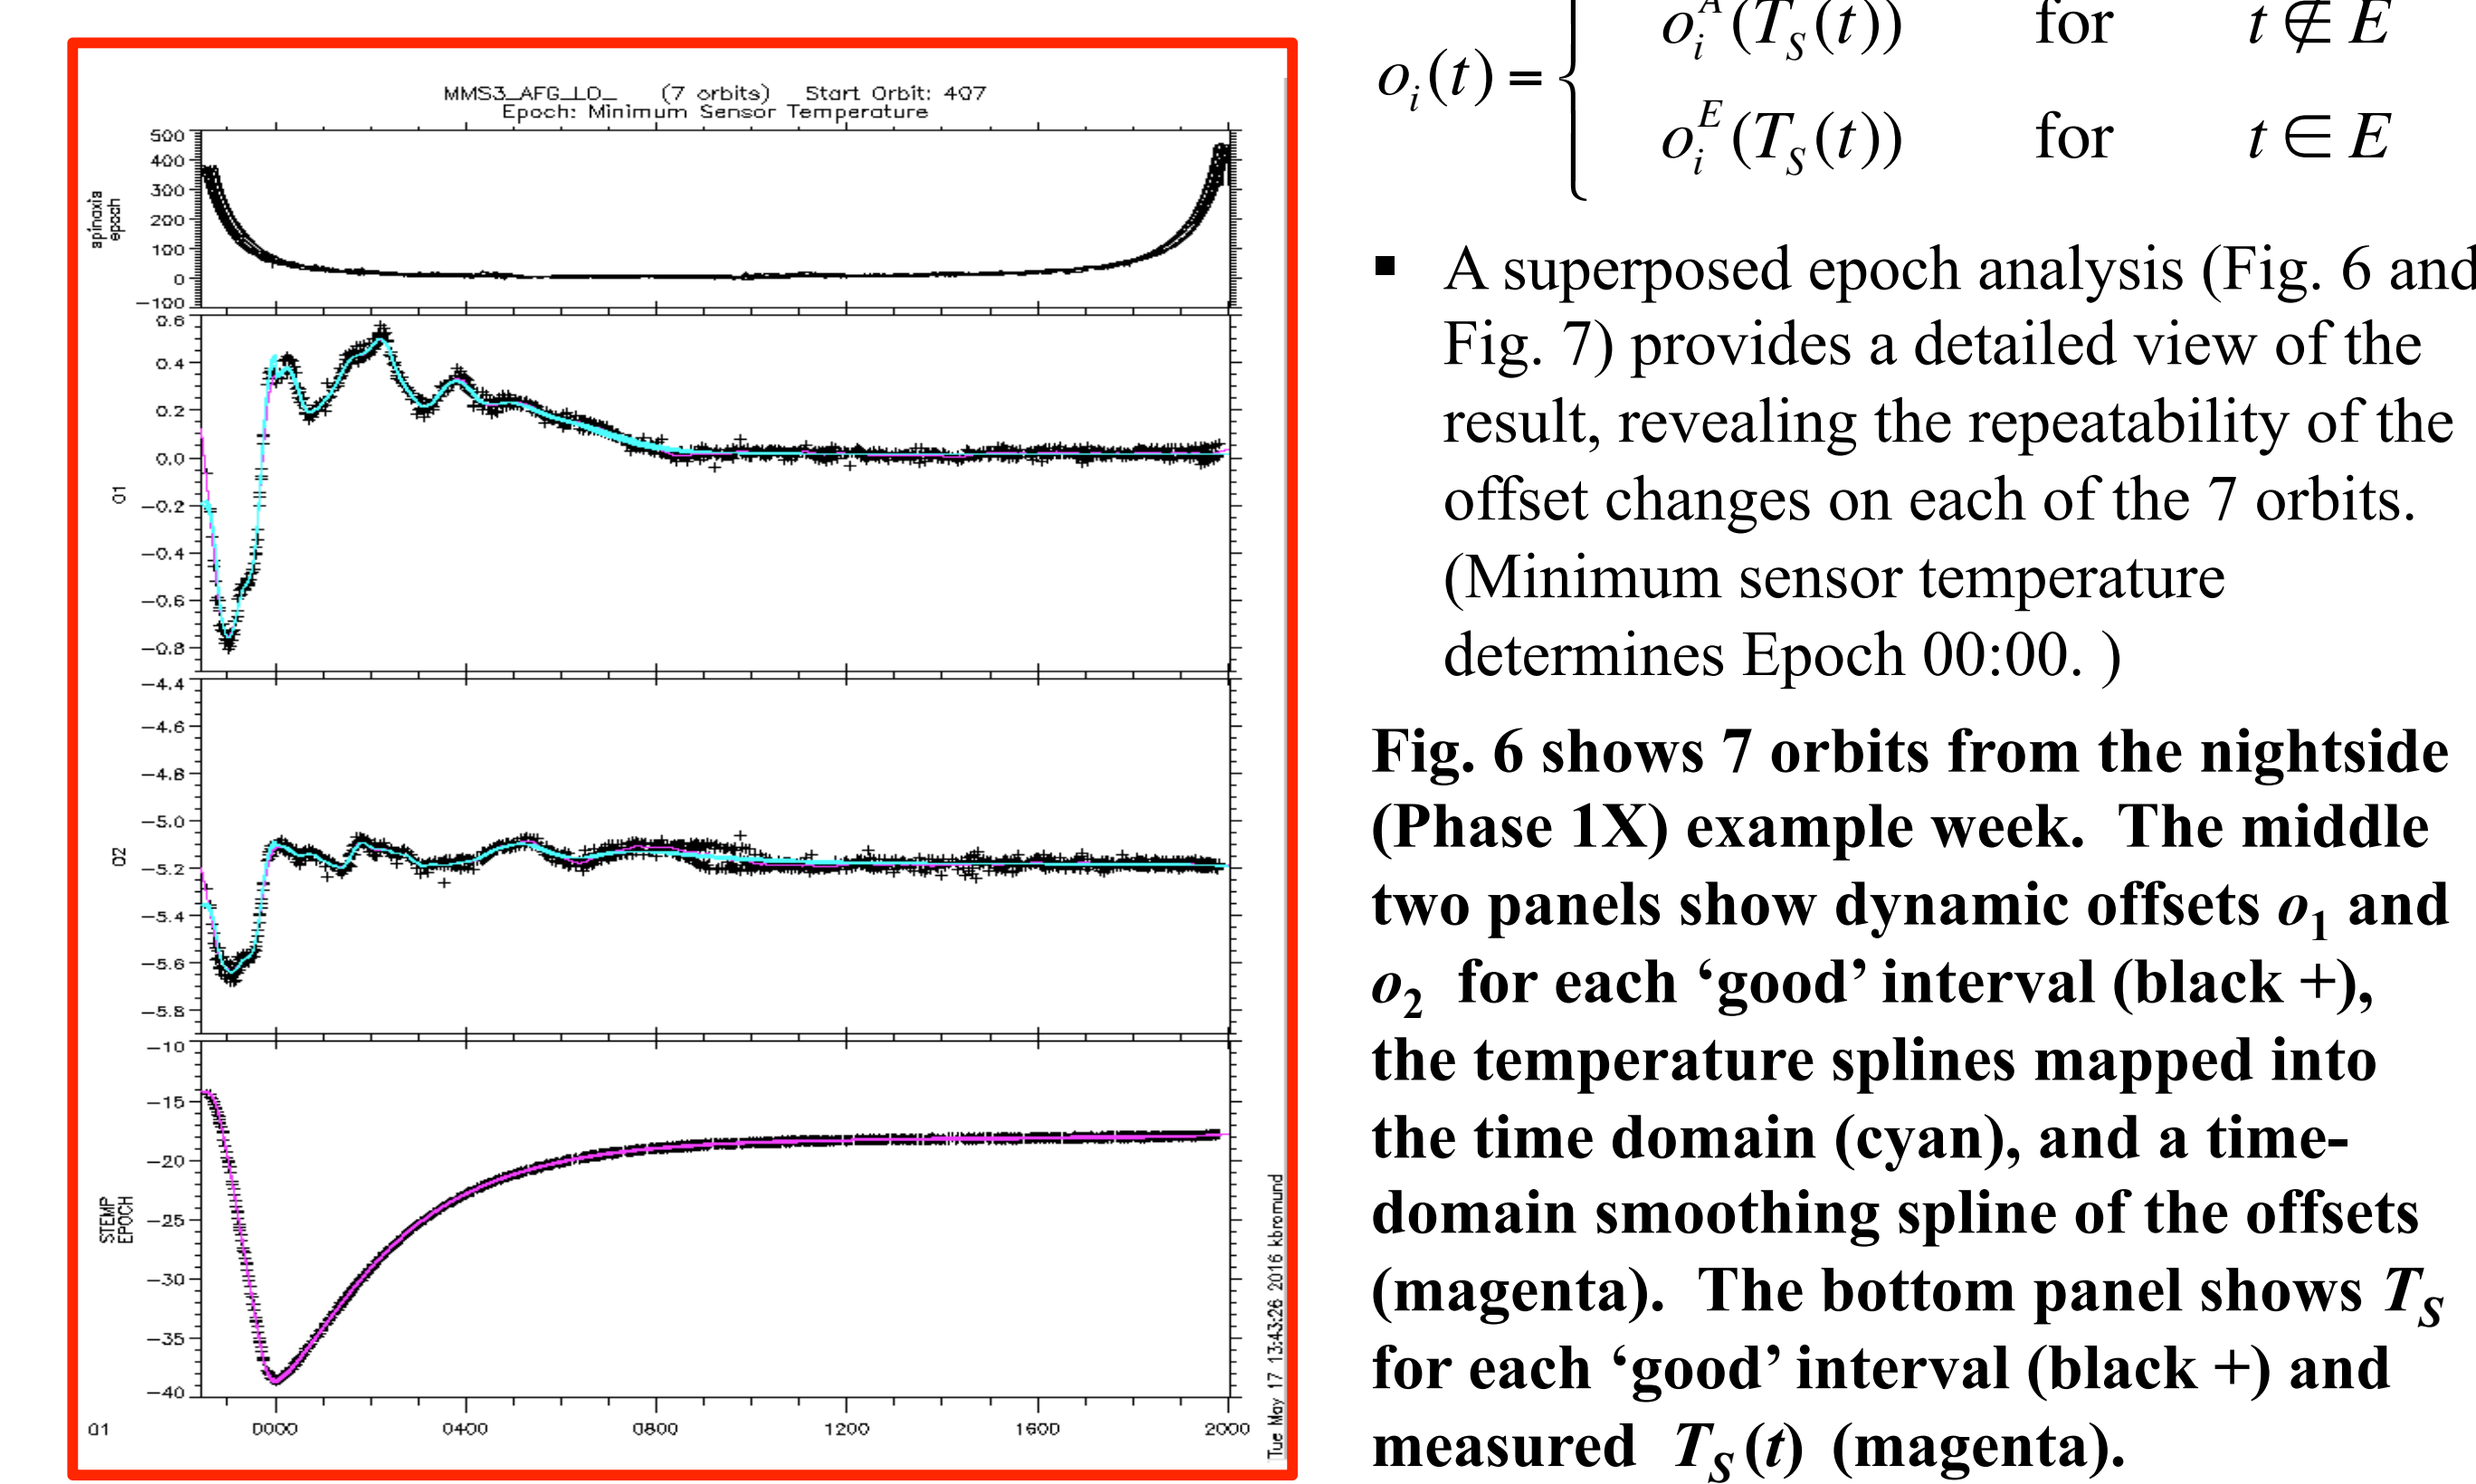 MMS3_AFG_LO_ (7 orbits) Start Orbit: 407
Epoch: Minimum Sensor Temperature
500
400
300
200
100
0
−100
spinaxis
epoch
0.6
0.4
0.2
0.0
−0.2
−0.4
−0.6
−0.8
O1
−4.4
−4.6
−4.8
−5.0
−5.2
−5.4
−5.6
−5.8
O2
−10
−15
−20
−25
−30
−35
−40
STEMP
EPOCH
01 0000 0400 0800 1200 1600 2000
Tue May 17 13:43:26 2016 kbromund
o_i(t) = { o_i^A(T_S(t)) for t ∉ E
o_i^E(T_S(t)) for t ∈ E
▪ A superposed epoch analysis (Fig. 6 and
Fig. 7) provides a detailed view of the
result, revealing the repeatability of the
offset changes on each of the 7 orbits.
(Minimum sensor temperature
determines Epoch 00:00. )
Fig. 6 shows 7 orbits from the nightside
(Phase 1X) example week. The middle
two panels show dynamic offsets o1 and
o2 for each ‘good’ interval (black +),
the temperature splines mapped into
the time domain (cyan), and a time-
domain smoothing spline of the offsets
(magenta). The bottom panel shows T_S
for each ‘good’ interval (black +) and
measured T_S(t) (magenta).